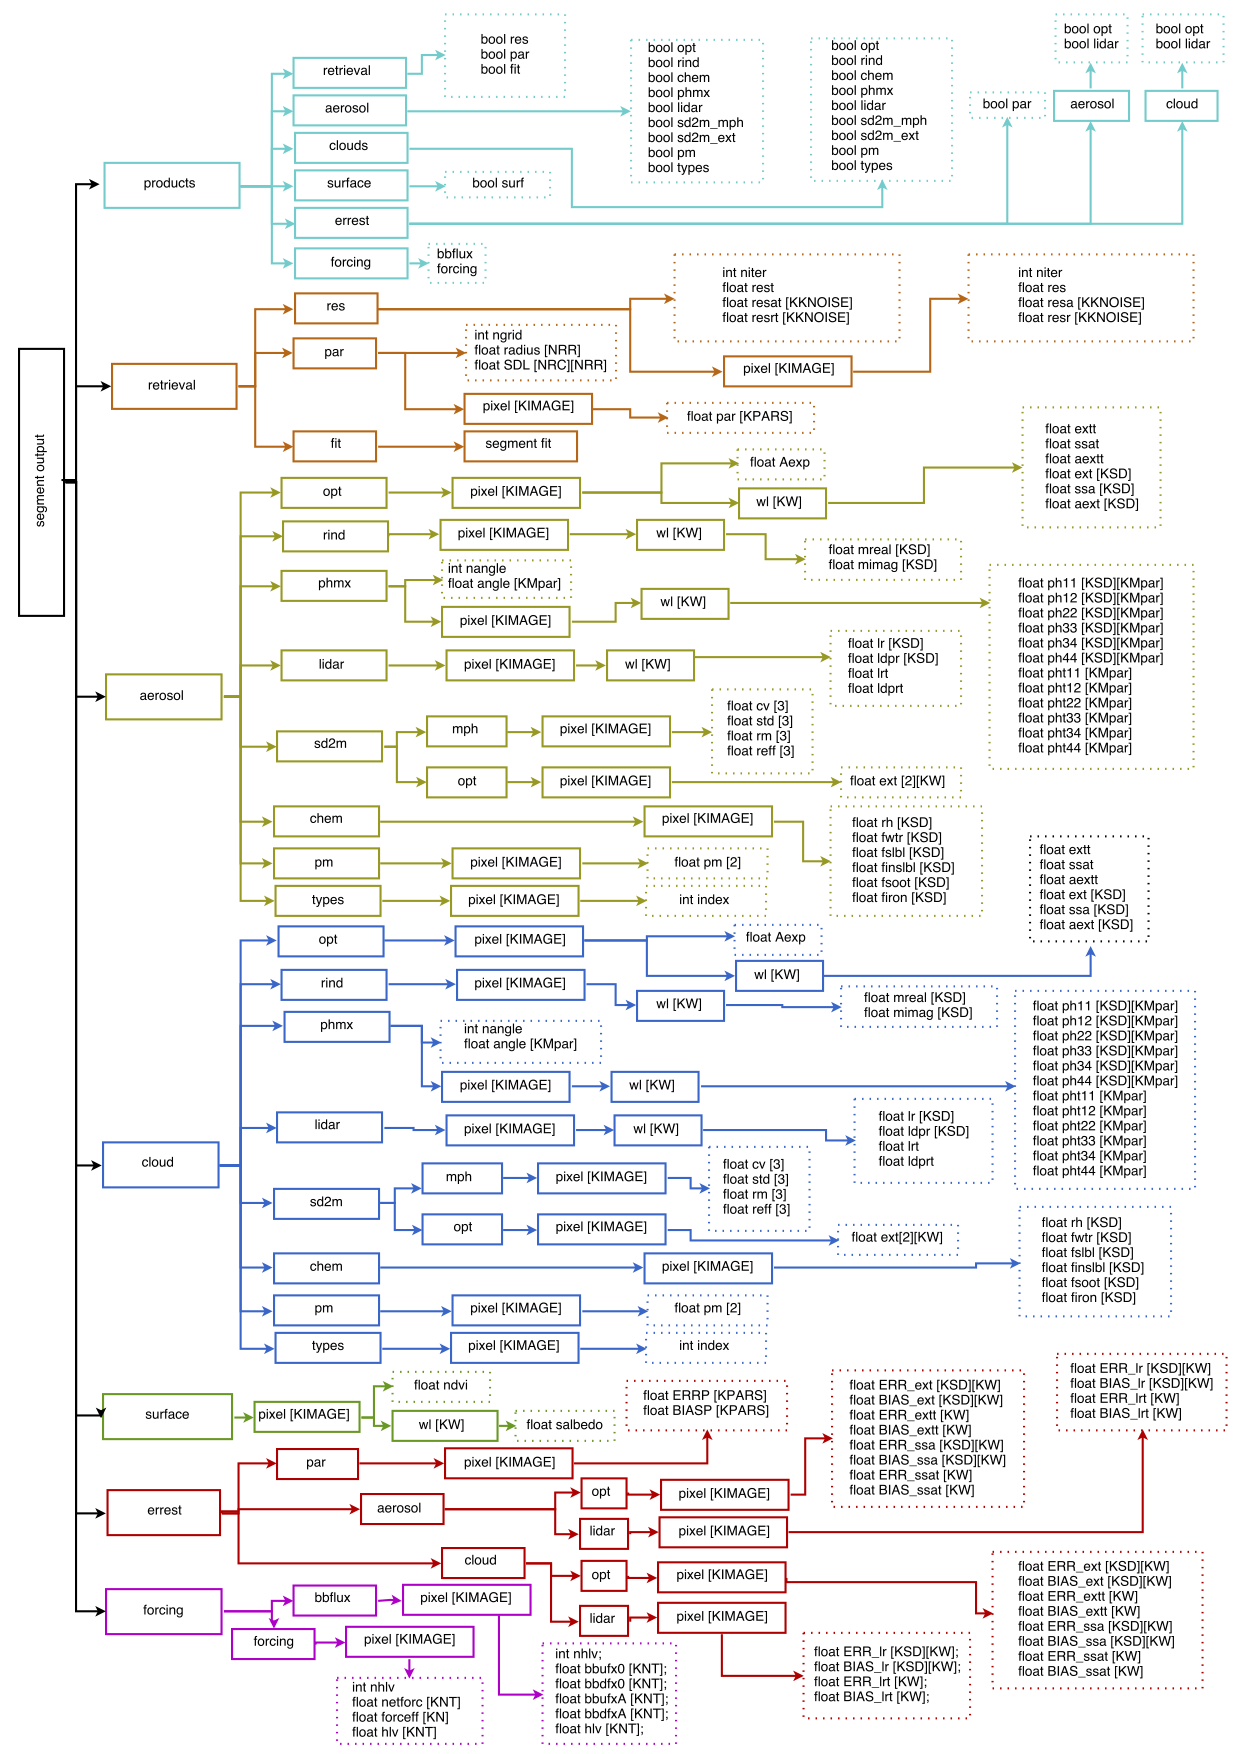 segment output
products
retrieval
bool res
bool par
bool fit
aerosol
bool opt
bool rind
bool chem
bool phmx
bool lidar
bool sd2m_mph
bool sd2m_ext
bool pm
bool types
clouds
bool opt
bool rind
bool chem
bool phmx
bool lidar
bool sd2m_mph
bool sd2m_ext
bool pm
bool types
surface
bool surf
errest
bool par
aerosol
bool opt
bool lidar
cloud
bool opt
bool lidar
forcing
bbflux
forcing
retrieval
res
int niter
float rest
float resat [KKNOISE]
float resrt [KKNOISE]
pixel [KIMAGE]
int niter
float res
float resa [KKNOISE]
float resr [KKNOISE]
par
int ngrid
float radius [NRR]
float SDL [NRC][NRR]
pixel [KIMAGE]
float par [KPARS]
fit
segment fit
aerosol
opt
pixel [KIMAGE]
float Aexp
wl [KW]
float extt
float ssat
float aextt
float ext [KSD]
float ssa [KSD]
float aext [KSD]
rind
pixel [KIMAGE]
wl [KW]
float mreal [KSD]
float mimag [KSD]
phmx
int nangle
float angle [KMpar]
pixel [KIMAGE]
wl [KW]
float ph11 [KSD][KMpar]
float ph12 [KSD][KMpar]
float ph22 [KSD][KMpar]
float ph33 [KSD][KMpar]
float ph34 [KSD][KMpar]
float ph44 [KSD][KMpar]
float pht11 [KMpar]
float pht12 [KMpar]
float pht22 [KMpar]
float pht33 [KMpar]
float pht34 [KMpar]
float pht44 [KMpar]
lidar
pixel [KIMAGE]
wl [KW]
float lr [KSD]
float ldpr [KSD]
float lrt
float ldprt
sd2m
mph
pixel [KIMAGE]
float cv [3]
float std [3]
float rm [3]
float reff [3]
opt
pixel [KIMAGE]
float ext [2][KW]
chem
pixel [KIMAGE]
float rh [KSD]
float fwtr [KSD]
float fslbl [KSD]
float finslbl [KSD]
float fsoot [KSD]
float firon [KSD]
pm
pixel [KIMAGE]
float pm [2]
types
pixel [KIMAGE]
int index
cloud
opt
pixel [KIMAGE]
float Aexp
wl [KW]
float extt
float ssat
float aextt
float ext [KSD]
float ssa [KSD]
float aext [KSD]
rind
pixel [KIMAGE]
wl [KW]
float mreal [KSD]
float mimag [KSD]
phmx
int nangle
float angle [KMpar]
pixel [KIMAGE]
wl [KW]
float ph11 [KSD][KMpar]
float ph12 [KSD][KMpar]
float ph22 [KSD][KMpar]
float ph33 [KSD][KMpar]
float ph34 [KSD][KMpar]
float ph44 [KSD][KMpar]
float pht11 [KMpar]
float pht12 [KMpar]
float pht22 [KMpar]
float pht33 [KMpar]
float pht34 [KMpar]
float pht44 [KMpar]
lidar
pixel [KIMAGE]
wl [KW]
float lr [KSD]
float ldpr [KSD]
float lrt
float ldprt
sd2m
mph
pixel [KIMAGE]
float cv [3]
float std [3]
float rm [3]
float reff [3]
opt
pixel [KIMAGE]
float ext[2][KW]
chem
pixel [KIMAGE]
float rh [KSD]
float fwtr [KSD]
float fslbl [KSD]
float finslbl [KSD]
float fsoot [KSD]
float firon [KSD]
pm
pixel [KIMAGE]
float pm [2]
types
pixel [KIMAGE]
int index
surface
pixel [KIMAGE]
float ndvi
wl [KW]
float salbedo
errest
par
pixel [KIMAGE]
float ERRP [KPARS]
float BIASP [KPARS]
aerosol
opt
pixel [KIMAGE]
float ERR_ext [KSD][KW]
float BIAS_ext [KSD][KW]
float ERR_extt [KW]
float BIAS_extt [KW]
float ERR_ssa [KSD][KW]
float BIAS_ssa [KSD][KW]
float ERR_ssat [KW]
float BIAS_ssat [KW]
lidar
pixel [KIMAGE]
float ERR_lr [KSD][KW]
float BIAS_lr [KSD][KW]
float ERR_lrt [KW]
float BIAS_lrt [KW]
cloud
opt
pixel [KIMAGE]
float ERR_ext [KSD][KW]
float BIAS_ext [KSD][KW]
float ERR_extt [KW]
float BIAS_extt [KW]
float ERR_ssa [KSD][KW]
float BIAS_ssa [KSD][KW]
float ERR_ssat [KW]
float BIAS_ssat [KW]
lidar
pixel [KIMAGE]
float ERR_lr [KSD][KW];
float BIAS_lr [KSD][KW];
float ERR_lrt [KW];
float BIAS_lrt [KW];
forcing
bbflux
pixel [KIMAGE]
int nhlv;
float bbufx0 [KNT];
float bbdfx0 [KNT];
float bbufxA [KNT];
float bbdfxA [KNT];
float hlv [KNT];
forcing
pixel [KIMAGE]
int nhlv
float netforc [KNT]
float forceff [KN]
float hlv [KNT]